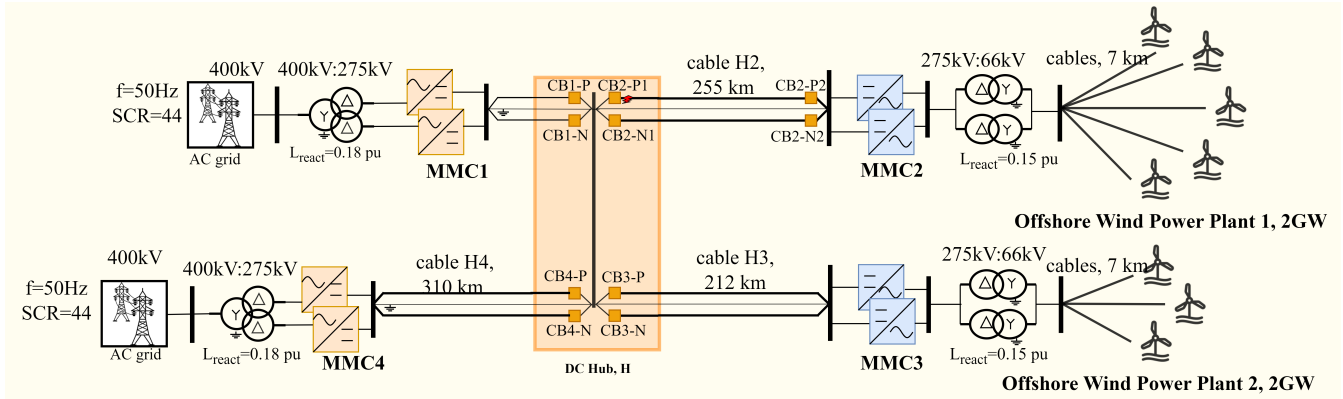 f=50Hz
SCR=44
400kV
AC grid
400kV:275kV
Y
L_react=0.18 pu
MMC1
CB1-P
CB2-P1
CB1-N
CB2-N1
cable H2,
255 km
CB2-P2
CB2-N2
MMC2
275kV:66kV
Y
Y
L_react=0.15 pu
cables, 7 km
Offshore Wind Power Plant 1, 2GW
f=50Hz
SCR=44
400kV
AC grid
400kV:275kV
Y
L_react=0.18 pu
MMC4
cable H4,
310 km
CB4-P
CB3-P
CB4-N
CB3-N
DC Hub, H
cable H3,
212 km
MMC3
275kV:66kV
Y
Y
L_react=0.15 pu
cables, 7 km
Offshore Wind Power Plant 2, 2GW